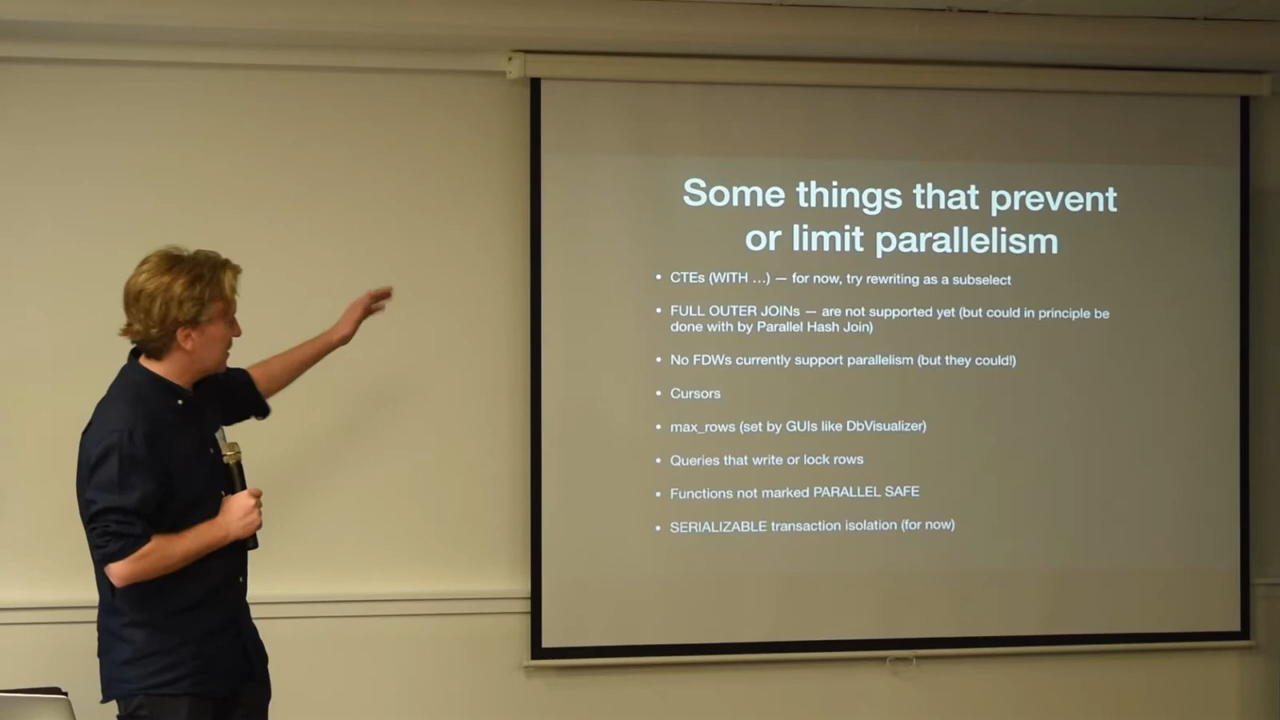 Some things that prevent
or limit parallelism
• CTEs (WITH …) — for now, try rewriting as a subselect
• FULL OUTER JOINs — are not supported yet (but could in principle be
done with by Parallel Hash Join)
• No FDWs currently support parallelism (but they could!)
• Cursors
• max_rows (set by GUIs like DbVisualizer)
• Queries that write or lock rows
• Functions not marked PARALLEL SAFE
• SERIALIZABLE transaction isolation (for now)